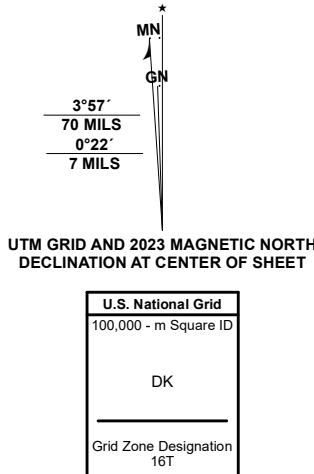 ★
MN
GN
3°57´
70 MILS
0°22´
7 MILS
UTM GRID AND 2023 MAGNETIC NORTH
DECLINATION AT CENTER OF SHEET
U.S. National Grid
100,000 - m Square ID
DK
Grid Zone Designation
16T